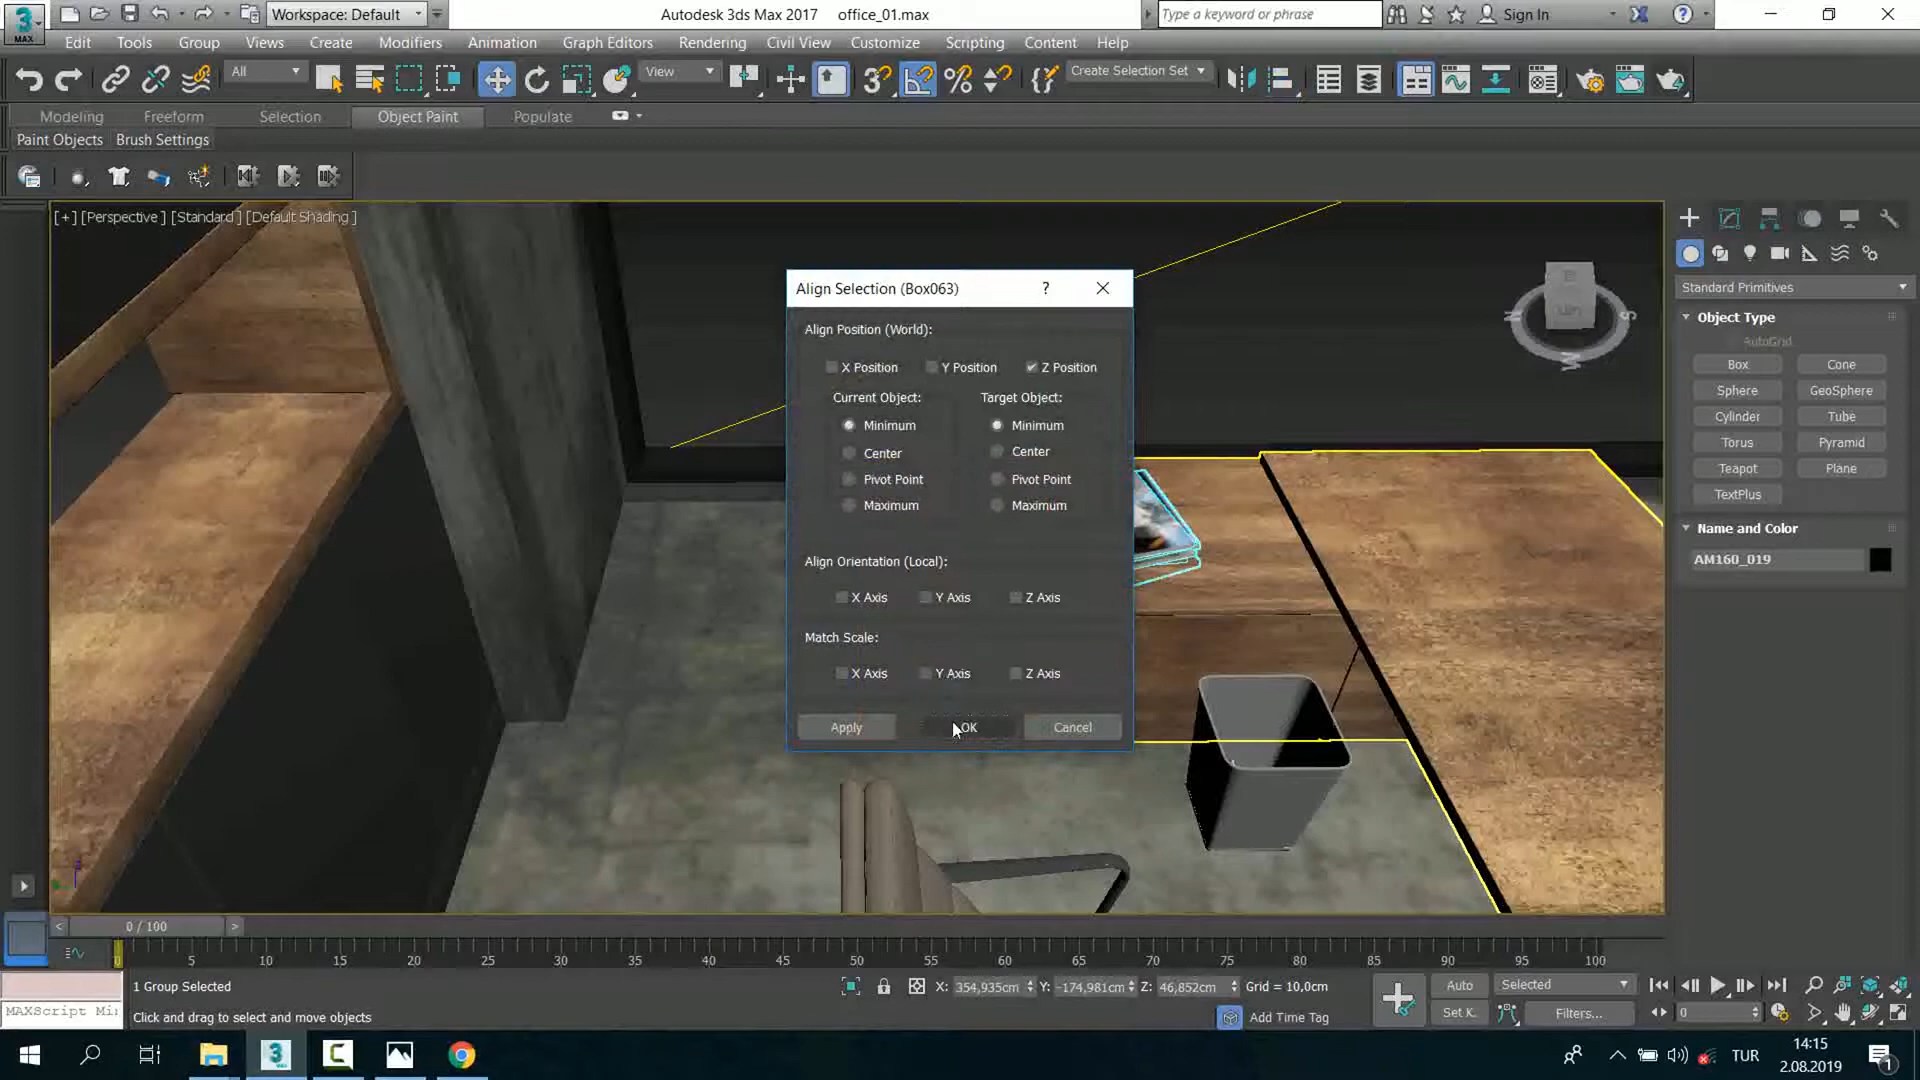 3
MAX
Workspace: Default
Autodesk 3ds Max 2017 office_01.max
Type a keyword or phrase
Sign In
Edit Tools Group Views Create Modifiers Animation Graph Editors Rendering Civil View Customize Scripting Content Help
All View Create Selection Set
Modeling Freeform Selection Object Paint Populate
Paint Objects Brush Settings
[+] [Perspective ] [Standard ] [Default Shading ]
Align Selection (Box063) ?
Align Position (World):
X Position Y Position Z Position
Current Object: Target Object:
Minimum Minimum
Center Center
Pivot Point Pivot Point
Maximum Maximum
Align Orientation (Local):
X Axis Y Axis Z Axis
Match Scale:
X Axis Y Axis Z Axis
Apply OK Cancel
Standard Primitives
Object Type
AutoGrid
Box Cone
Sphere GeoSphere
Cylinder Tube
Torus Pyramid
Teapot Plane
TextPlus
Name and Color
AM160_019
< 0 / 100 >
0 5 10 15 20 25 30 35 40 45 50 55 60 65 70 75 80 85 90 95 100
1 Group Selected
X: 354,935cm Y: -174,981cm Z: 46,852cm Grid = 10,0cm
Auto Selected
MAXScript Mi:
Click and drag to select and move objects
Add Time Tag
Set K. Filters... 0
TUR
14:15
2.08.2019
1